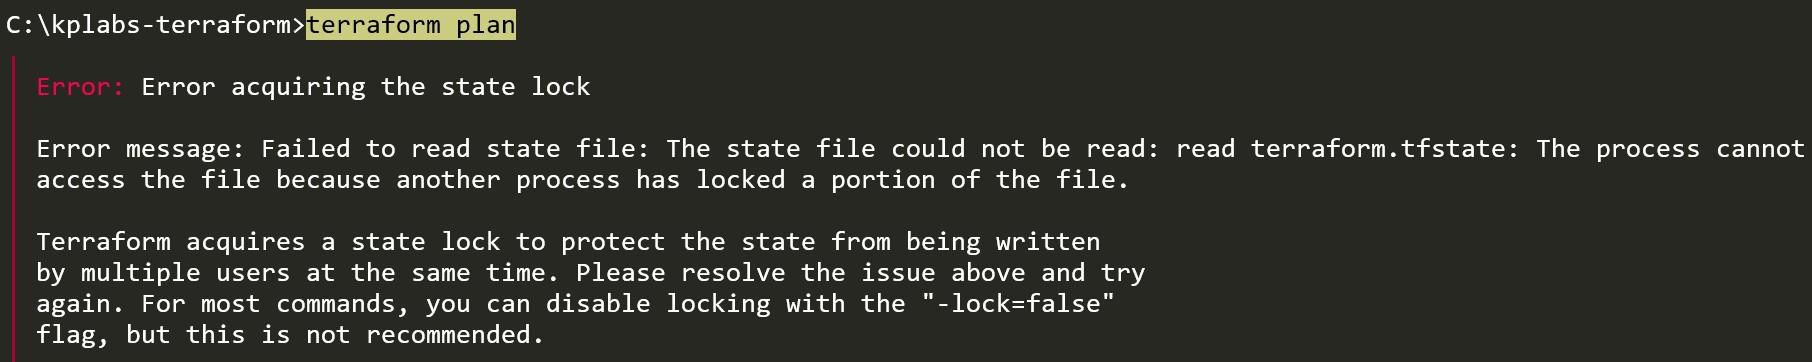 C:\kplabs-terraform>terraform plan
Error: Error acquiring the state lock
Error message: Failed to read state file: The state file could not be read: read terraform.tfstate: The process cannot
access the file because another process has locked a portion of the file.
Terraform acquires a state lock to protect the state from being written
by multiple users at the same time. Please resolve the issue above and try
again. For most commands, you can disable locking with the "-lock=false"
flag, but this is not recommended.